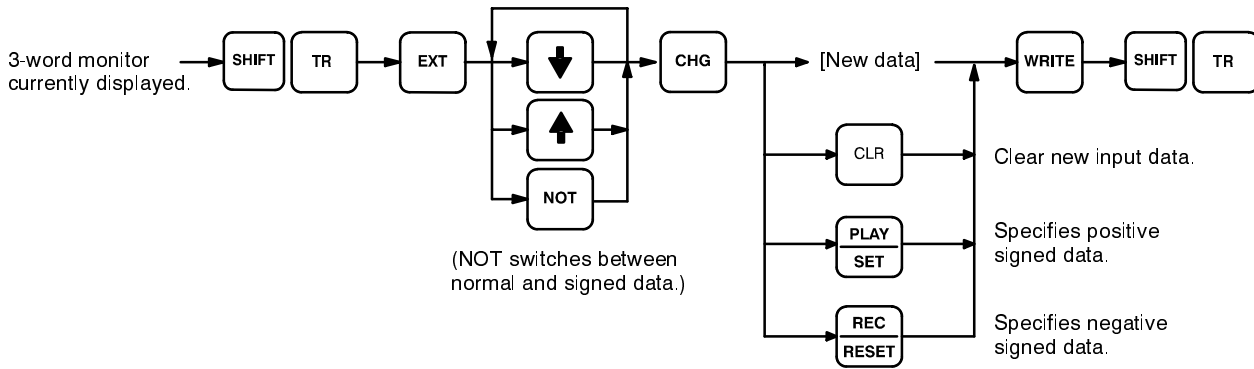 3-word monitor
currently displayed.
SHIFT
TR
EXT
NOT
(NOT switches between
normal and signed data.)
CHG
[New data]
WRITE
SHIFT
TR
CLR
Clear new input data.
PLAY
SET
Specifies positive
signed data.
REC
RESET
Specifies negative
signed data.